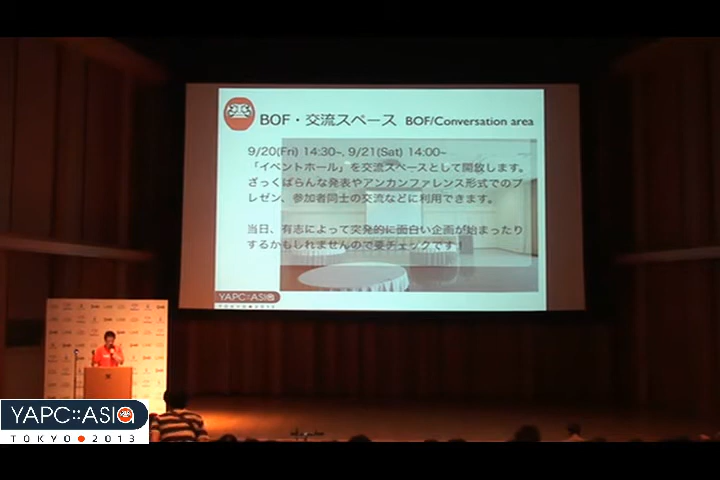 BOF・交流スペース BOF/Conversation area
9/20(Fri) 14:30~, 9/21(Sat) 14:00~
「イベントホール」を交流スペースとして開放します。
ざっくばらんな発表やアンカンファレンス形式でのプ
レゼン、参加者同士の交流などに利用できます。
当日、有志によって突発的に面白い企画が始まったり
するかもしれませんので要チェックです！
YAPC::ASIA
TOKYO 2013
YAPC::ASIA
TOKYO 2013